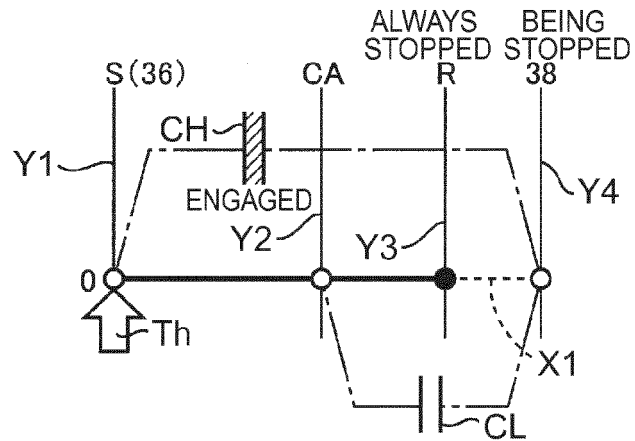 ALWAYS STOPPED
BEING STOPPED
S(36)
CA
R
38
CH
Y1
ENGAGED
Y2
Y3
Y4
0
Th
X1
CL